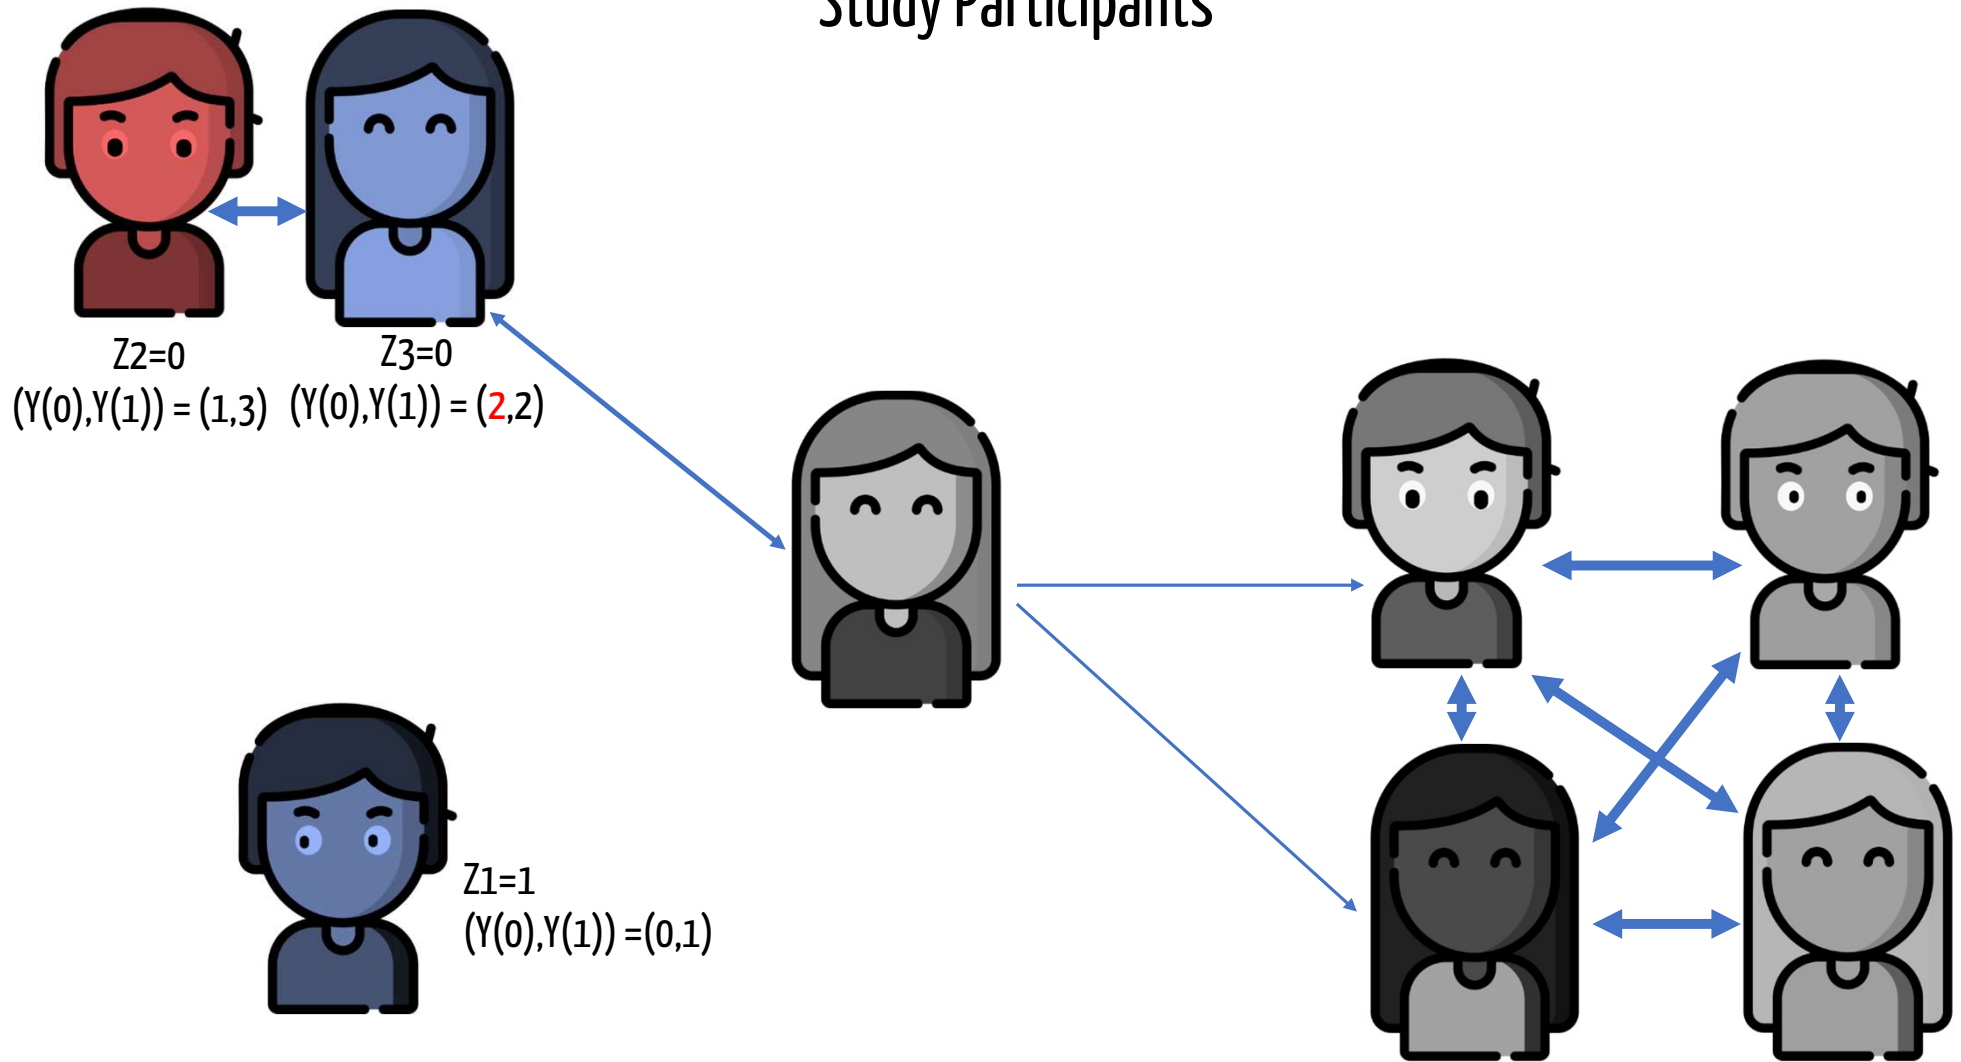 Study Participants
Z2=0
(Y(0),Y(1)) = (1,3)
Z3=0
(Y(0),Y(1)) = (2,2)
Z1=1
(Y(0),Y(1)) =(0,1)